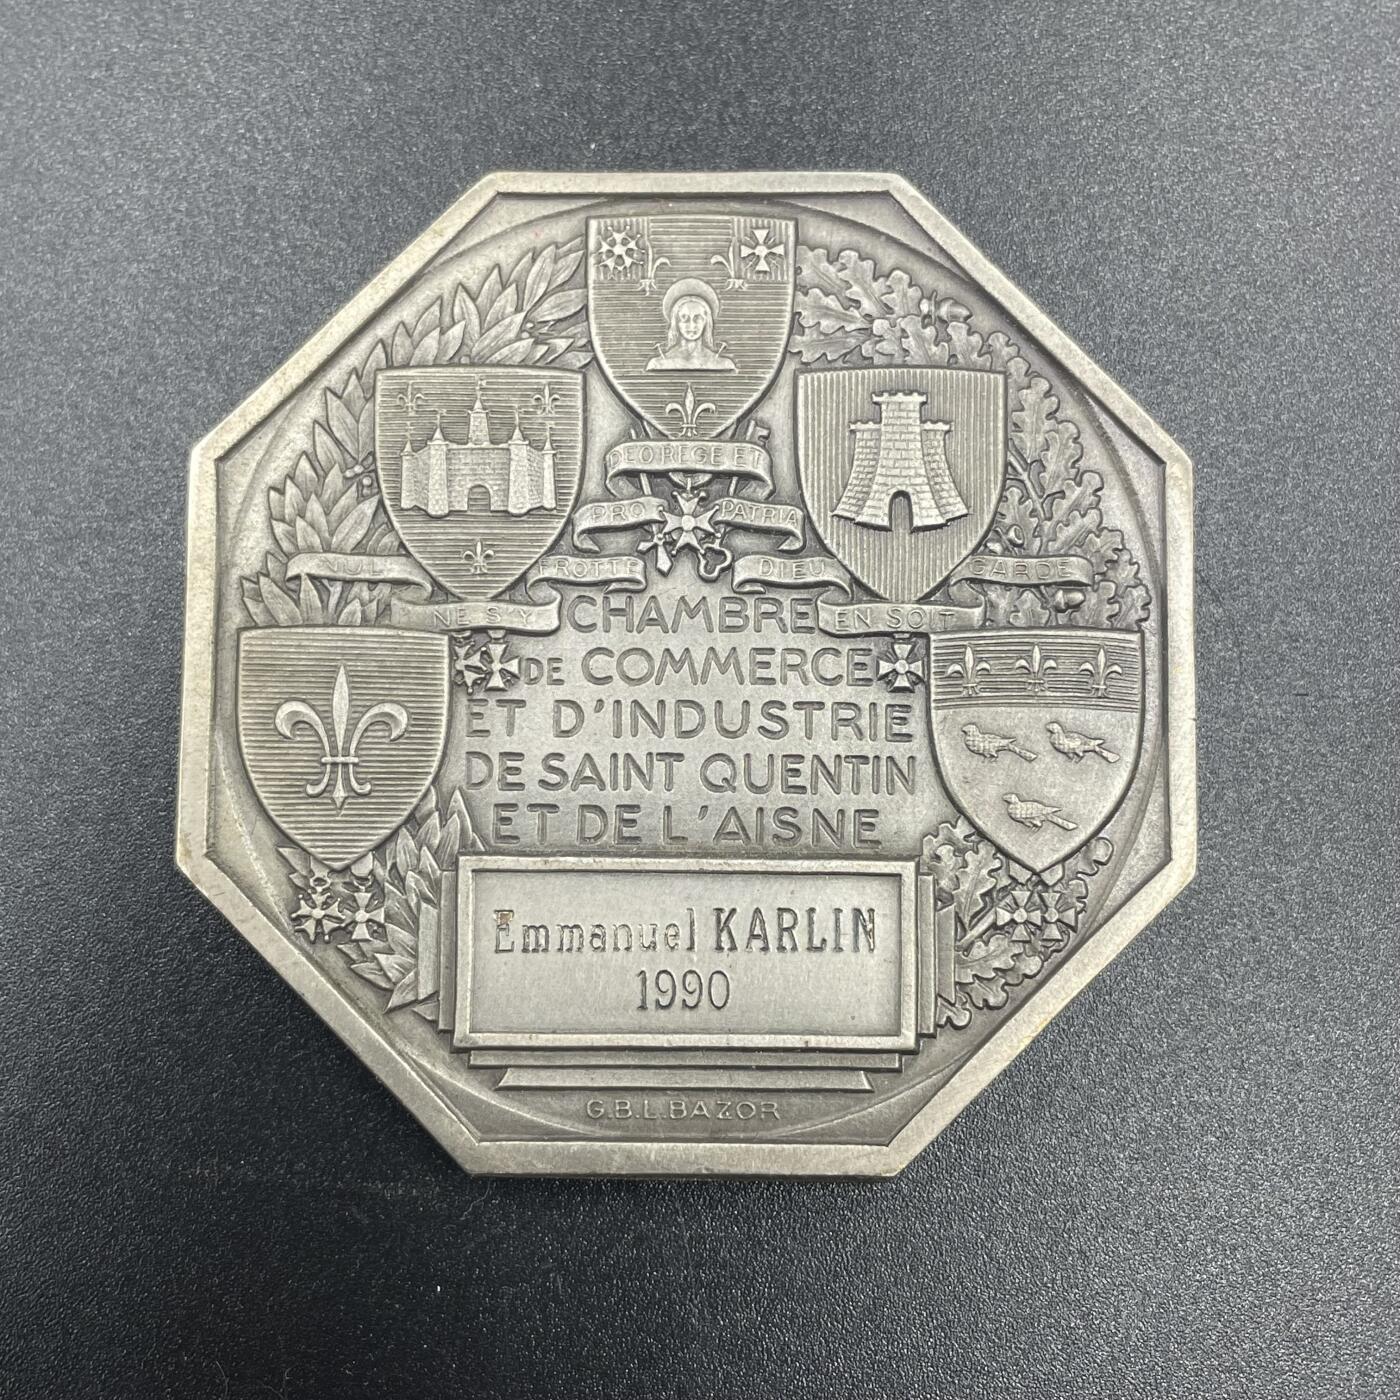 DEO REGE ET
PRO PATRIA
NUL FROTTE DIEU GARDE
NE S'Y EN SOIT
CHAMBRE
DE COMMERCE
ET D'INDUSTRIE
DE SAINT QUENTIN
ET DE L'AISNE
Emmanuel KARLIN
1990
G.B.L.BAZOR